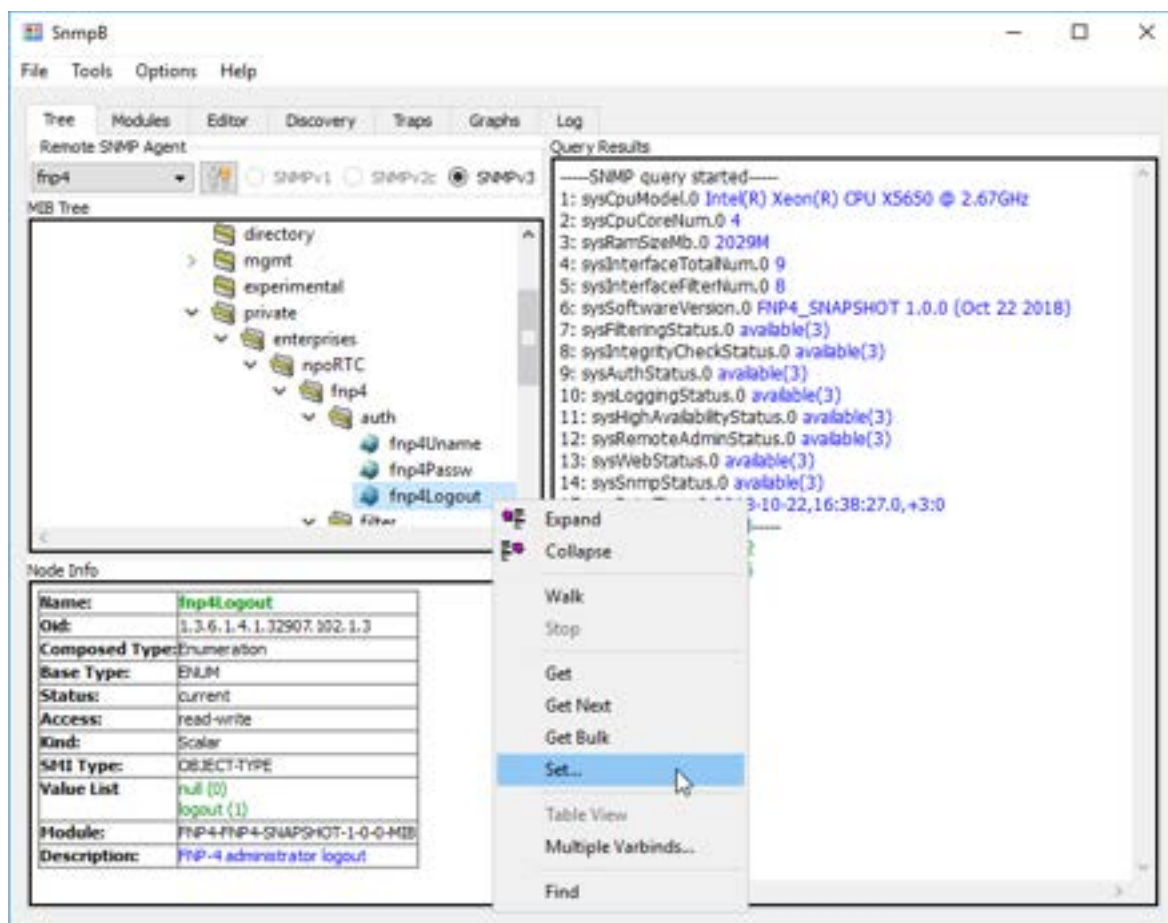 SnmpB
File Tools Options Help
Tree Modules Editor Discovery Traps Graphs Log
Remote SNMP Agent
fnp4 SNMPv1 SNMPv2c SNMPv3
MIB Tree
directory
mgmt
experimental
private
enterprises
npoRTC
fnp4
auth
fnp4Uname
fnp4Passw
fnp4Logout
filter
Query Results
-----SNMP query started-----
1: sysCpuModel.0 Intel(R) Xeon(R) CPU X5650 @ 2.67GHz
2: sysCpuCoreNum.0 4
3: sysRamSizeMb.0 2029M
4: sysInterfaceTotalNum.0 9
5: sysInterfaceFilterNum.0 8
6: sysSoftwareVersion.0 FNP4_SNAPSHOT 1.0.0 (Oct 22 2018)
7: sysFilteringStatus.0 available(3)
8: sysIntegrityCheckStatus.0 available(3)
9: sysAuthStatus.0 available(3)
10: sysLoggingStatus.0 available(3)
11: sysHighAvailabilityStatus.0 available(3)
12: sysRemoteAdminStatus.0 available(3)
13: sysWebStatus.0 available(3)
14: sysSnmpStatus.0 available(3)
8-10-22,16:38:27.0,+3:0
Node Info
Name: fnp4Logout
Oid: 1.3.6.1.4.1.32907.102.1.3
Composed Type: Enumeration
Base Type: ENUM
Status: current
Access: read-write
Kind: Scalar
SMI Type: OBJECT-TYPE
Value List null (0)
logout (1)
Module: FNP4-FNP4-SNAPSHOT-1-0-0-MIB
Description: FNP-4 administrator logout
Expand
Collapse
Walk
Stop
Get
Get Next
Get Bulk
Set...
Table View
Multiple Varbinds...
Find